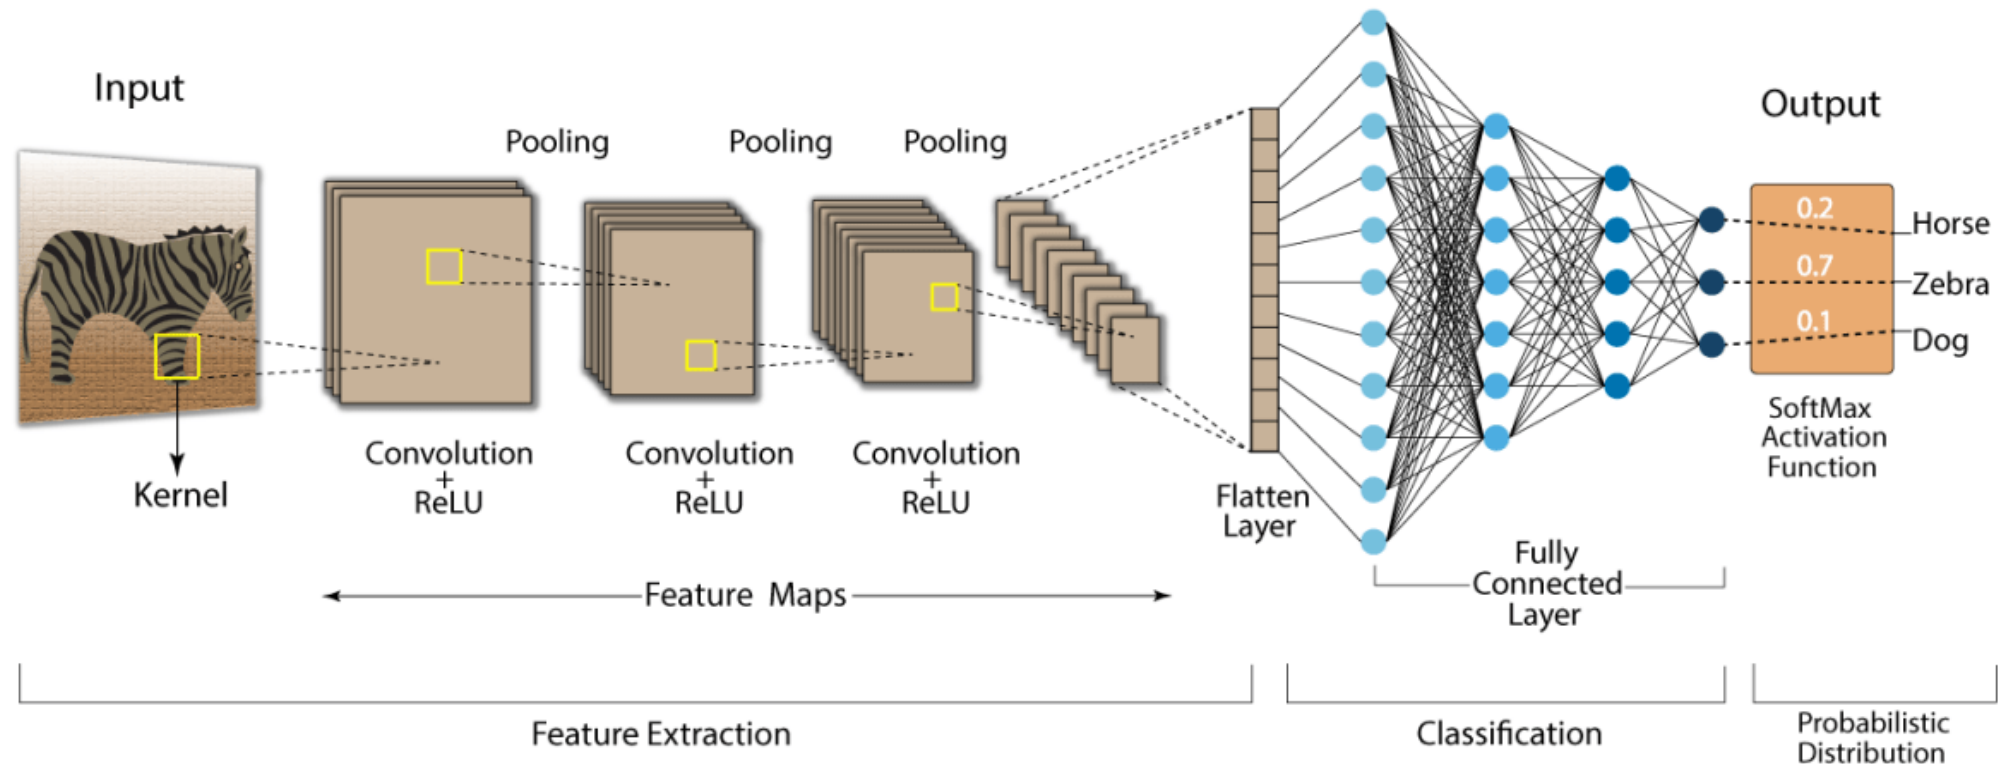 Input
Kernel
Pooling
Pooling
Pooling
Convolution
+
ReLU
Convolution
+
ReLU
Convolution
+
ReLU
Feature Maps
Flatten
Layer
Fully
Connected
Layer
Output
0.2
Horse
0.7
Zebra
0.1
Dog
SoftMax
Activation
Function
Feature Extraction
Classification
Probabilistic
Distribution